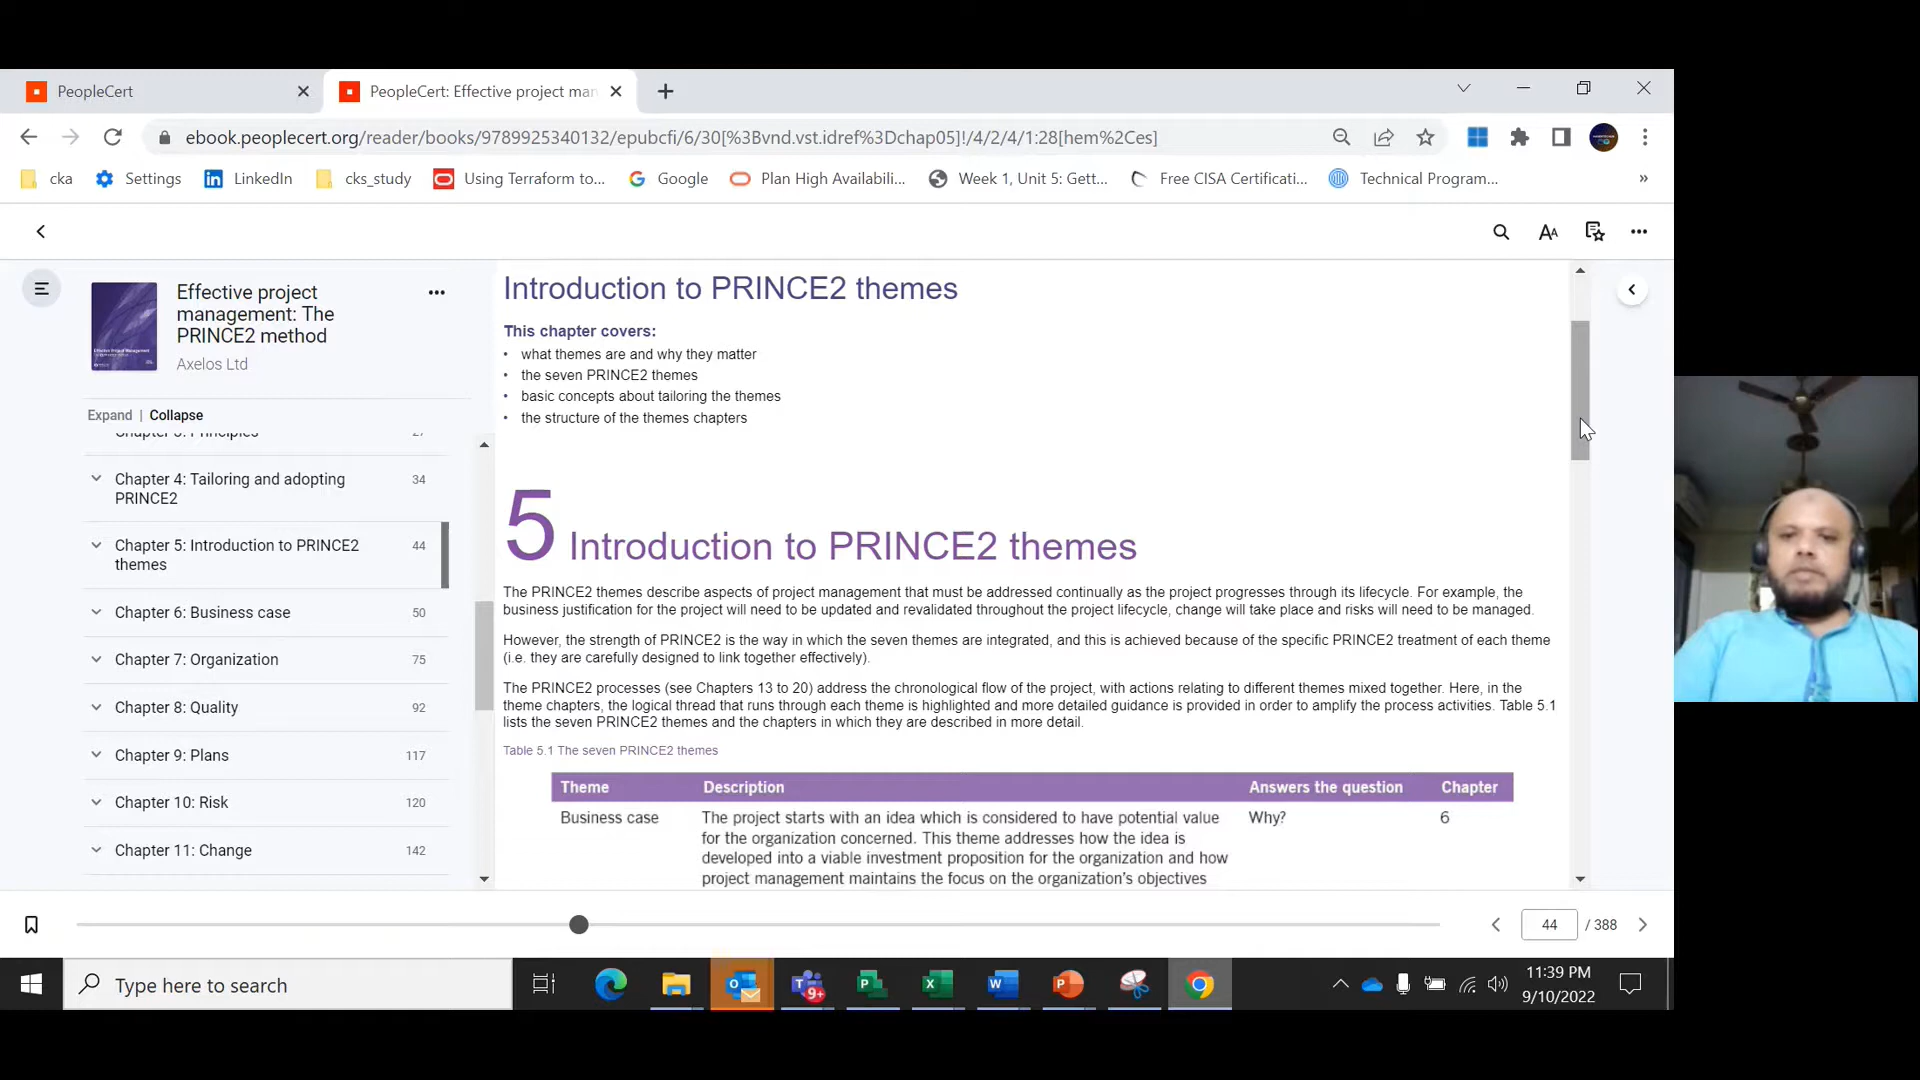 PeopleCert
PeopleCert: Effective project mar
ebook.peoplecert.org/reader/books/9789925340132/epubcfi/6/30[%3Bvnd.vst.idref%3Dchap05]!/4/2/4/1:28[hem%2Ces]
cka
Settings
LinkedIn
cks_study
Using Terraform to...
Google
Plan High Availabili...
Week 1, Unit 5: Gett...
Free CISA Certificati...
Technical Program...
»
Effective project
management: The
PRINCE2 method
Axelos Ltd
Expand | Collapse
Chapter 3: Principles 27
Chapter 4: Tailoring and adopting
PRINCE2 34
Chapter 5: Introduction to PRINCE2
themes 44
Chapter 6: Business case 50
Chapter 7: Organization 75
Chapter 8: Quality 92
Chapter 9: Plans 117
Chapter 10: Risk 120
Chapter 11: Change 142
Introduction to PRINCE2 themes
This chapter covers:
• what themes are and why they matter
• the seven PRINCE2 themes
• basic concepts about tailoring the themes
• the structure of the themes chapters
5 Introduction to PRINCE2 themes
The PRINCE2 themes describe aspects of project management that must be addressed continually as the project progresses through its lifecycle. For example, the
business justification for the project will need to be updated and revalidated throughout the project lifecycle, change will take place and risks will need to be managed.
However, the strength of PRINCE2 is the way in which the seven themes are integrated, and this is achieved because of the specific PRINCE2 treatment of each theme
(i.e. they are carefully designed to link together effectively).
The PRINCE2 processes (see Chapters 13 to 20) address the chronological flow of the project, with actions relating to different themes mixed together. Here, in the
theme chapters, the logical thread that runs through each theme is highlighted and more detailed guidance is provided in order to amplify the process activities. Table 5.1
lists the seven PRINCE2 themes and the chapters in which they are described in more detail.
Table 5.1 The seven PRINCE2 themes
Theme Description Answers the question Chapter
Business case The project starts with an idea which is considered to have potential value Why? 6
for the organization concerned. This theme addresses how the idea is
developed into a viable investment proposition for the organization and how
project management maintains the focus on the organization's objectives
44 / 388
Type here to search
9+
11:39 PM
9/10/2022